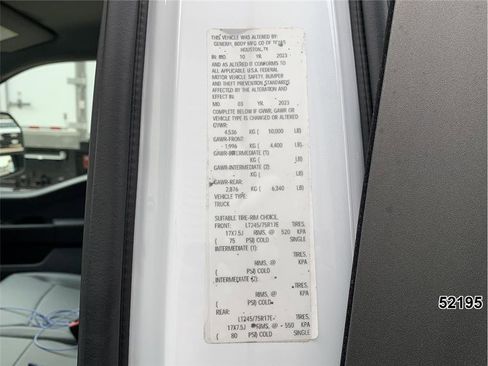 THIS VEHICLE WAS ALTERED BY:
GENERAL BODY MFG CO OF TEXAS
HOUSTON, TX
IN: MO. 10 YR. 2023
AND AS ALTERED IF CONFORMS TO
ALL APPLICABLE U.S.A. FEDERAL
MOTOR VEHICLE SAFETY, BUMPER
AND THEFT PREVENTION STANDARDS
AFFECTED BY THE ALTERATION AND
EFFECT IN:
MO. 03 YR. 2023
COMPLETE BELOW IF GVWR, GAWR OR
VEHICLE TYPE IS CHANGED OR ALTERED
GVWR:
4,536 KG ( 10,000 LB)
GAWR-FRONT:
1,996 KG ( 4,400 LB)
GAWR-INTERMEDIATE (1)
- KG ( - LB)
GAWR-INTERMEDIATE (2)
- KG ( - LB)
GAWR-REAR:
2,876 KG ( 6,340 LB)
VEHICLE TYPE:
TRUCK
SUITABLE TIRE-RIM CHOICE,
FRONT: LT245/75R17E TIRES,
17X7.5J RIMS, @ 520 KPA
( 75 PSI) COLD SINGLE
INTERMEDIATE (1): TIRES,
RIMS, @ KPA
( PSI) COLD
INTERMEDIATE (2): TIRES,
RIMS, @ KPA
( PSI) COLD
REAR:
LT245/75R17E TIRES,
17X7.5J RIMS, @ 550 KPA
( 80 PSI) COLD SINGLE
52195